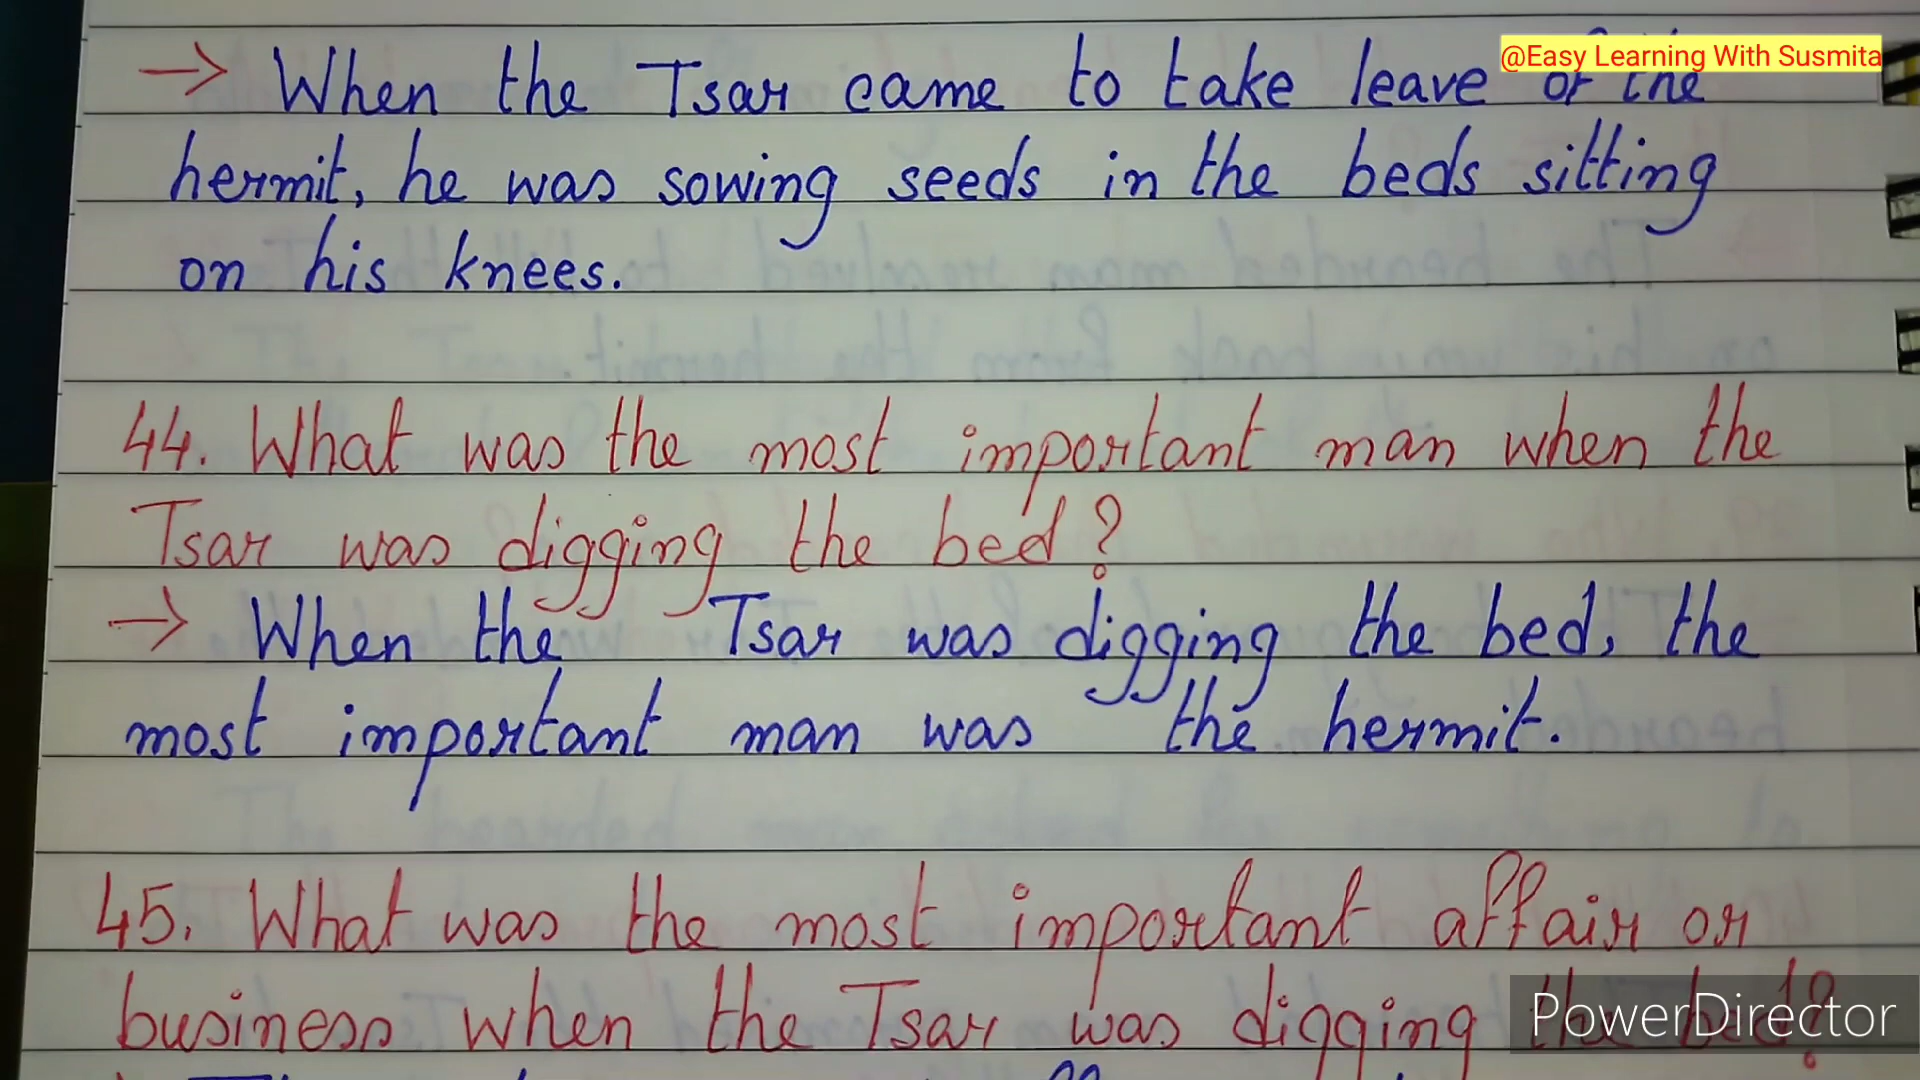 @Easy Learning With Susmita
→ When the Tsar came to take leave of the
hermit, he was sowing seeds in the beds sitting
on his knees.
44. What was the most important man when the
Tsar was digging the bed?
→ When the Tsar was digging the bed, the
most important man was the hermit.
45. What was the most important affair or
business when the Tsar was digging the bed?
PowerDirector